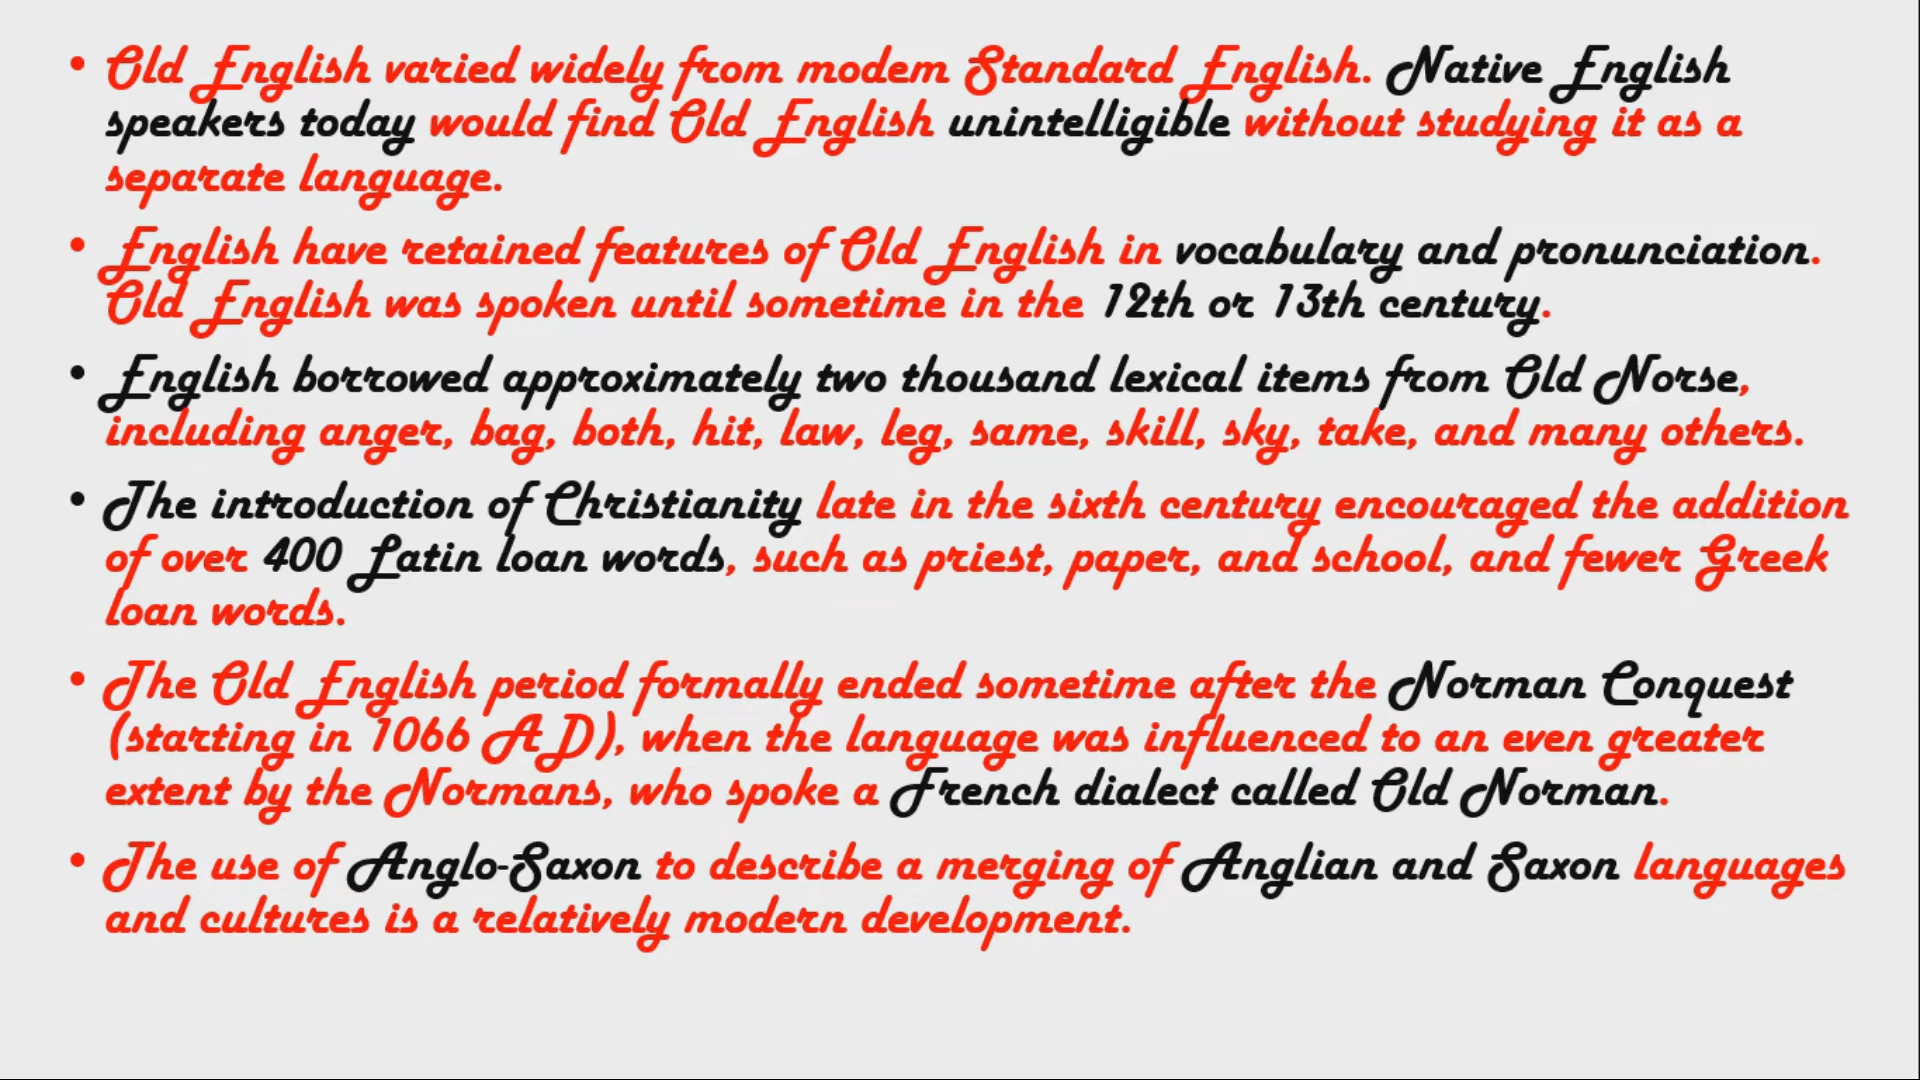 • Old English varied widely from modem Standard English. Native English
speakers today would find Old English unintelligible without studying it as a
separate language.
• English have retained features of Old English in vocabulary and pronunciation.
Old English was spoken until sometime in the 12th or 13th century.
• English borrowed approximately two thousand lexical items from Old Norse,
including anger, bag, both, hit, law, leg, same, skill, sky, take, and many others.
• The introduction of Christianity late in the sixth century encouraged the addition
of over 400 Latin loan words, such as priest, paper, and school, and fewer Greek
loan words.
• The Old English period formally ended sometime after the Norman Conquest
(starting in 1066 AD), when the language was influenced to an even greater
extent by the Normans, who spoke a French dialect called Old Norman.
• The use of Anglo-Saxon to describe a merging of Anglian and Saxon languages
and cultures is a relatively modern development.